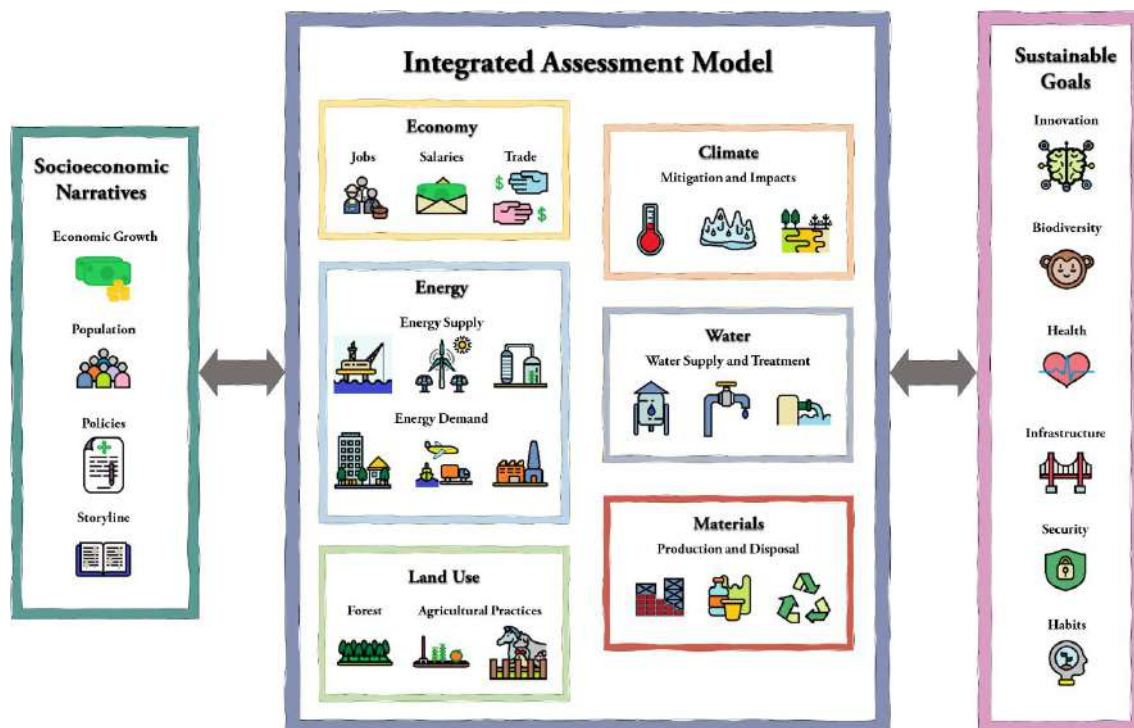 Socioeconomic
Narratives
Economic Growth
Population
Policies
Storyline
Integrated Assessment Model
Economy
Jobs Salaries Trade
$
$
Energy
Energy Supply
Energy Demand
Land Use
Forest Agricultural Practices
Climate
Mitigation and Impacts
Water
Water Supply and Treatment
Materials
Production and Disposal
Sustainable
Goals
Innovation
Biodiversity
Health
Infrastructure
Security
Habits